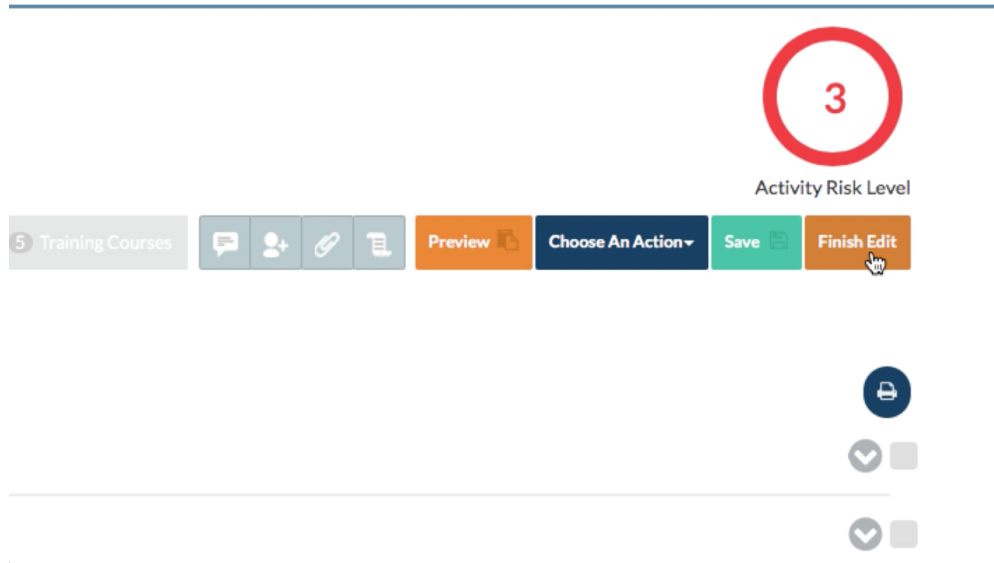 3
Activity Risk Level
5 Training Courses
Preview
Choose An Action
Save
Finish Edit